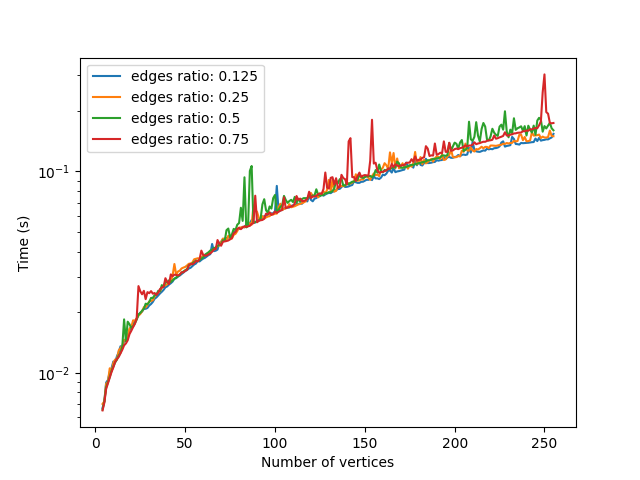 edges ratio: 0.125
edges ratio: 0.25
edges ratio: 0.5
edges ratio: 0.75
10⁻¹
10⁻²
Time (s)
0 50 100 150 200 250
Number of vertices